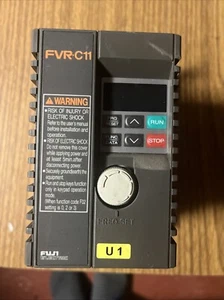 FVR-C11
WARNING
• RISK OF INJURY OR
ELECTRIC SHOCK
Refer to the user's manual
before installation and
operation.
• RISK OF ELECTRIC SHOCK
Do not remove this cover
while applying power and
at least 5min. after
disconnecting power.
• Securely ground (earth) the
equipment.
• Run and stop keys function
only in keypad operation
mode.
(When function code F02
setting is 0, 2 or 3)
RUN
STOP
FUJI
ELECTRIC
U1